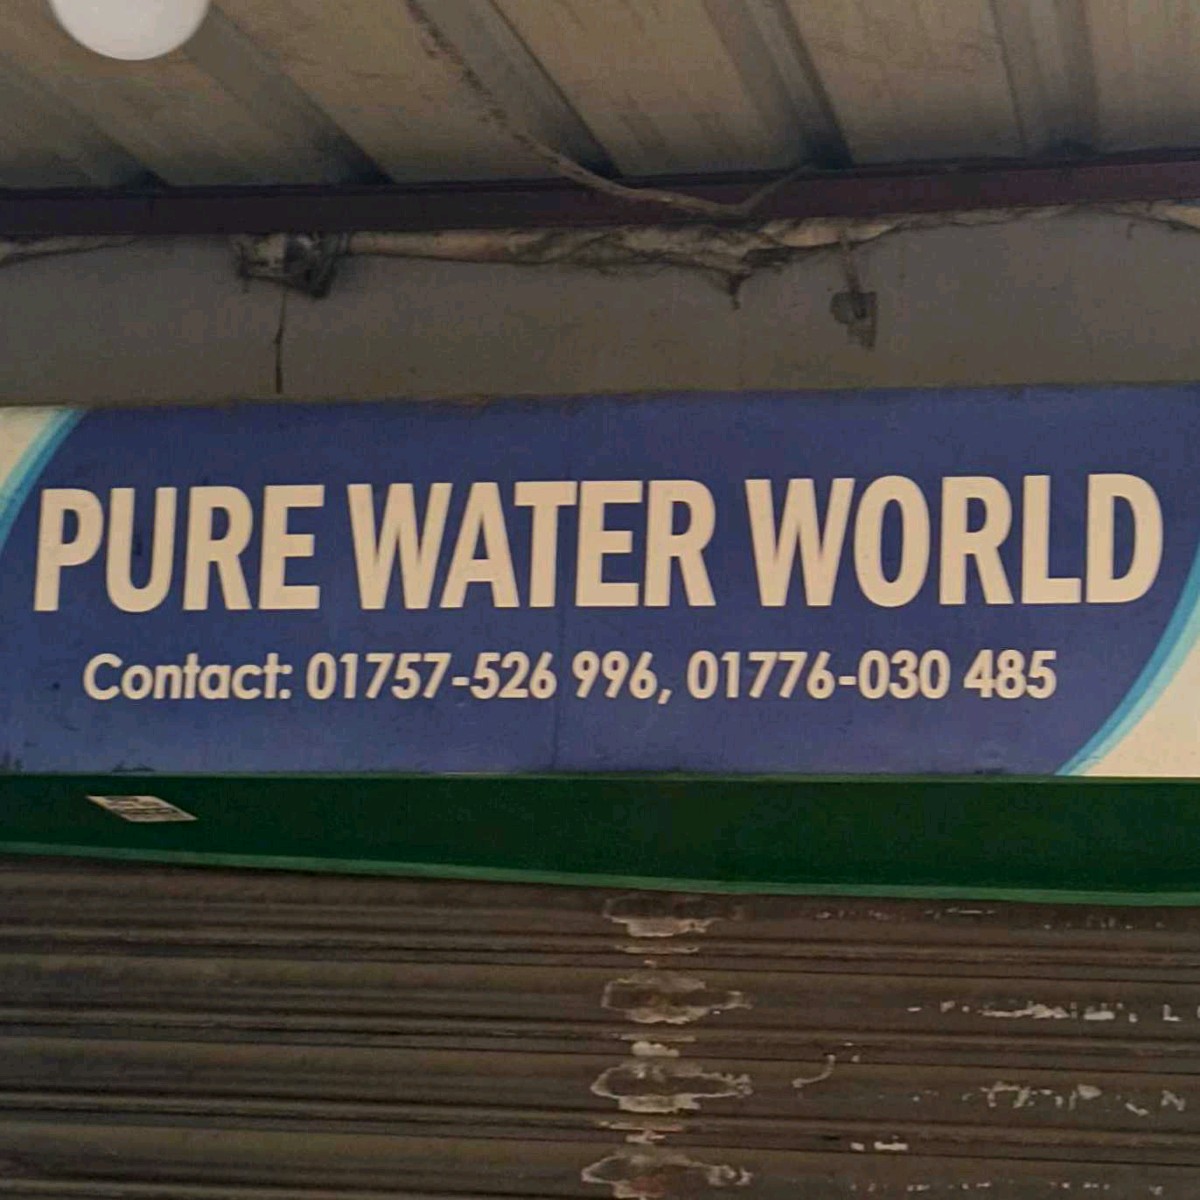 PURE WATER WORLD
Contact: 01757-526 996, 01776-030 485